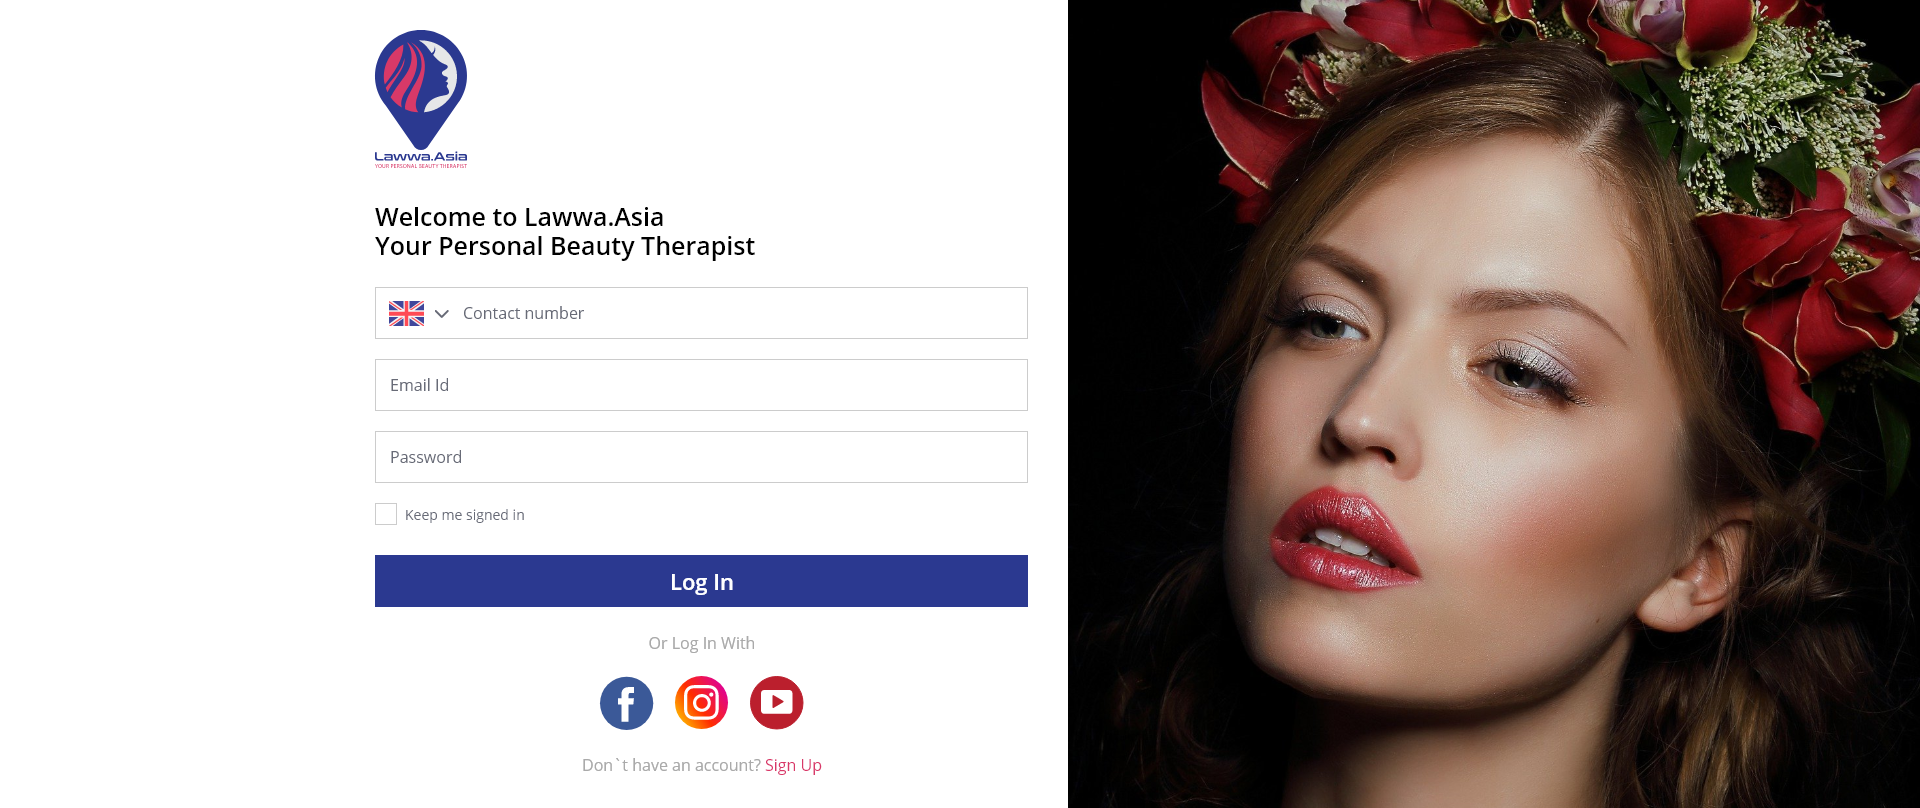 Lawwa.Asia
YOUR PERSONAL BEAUTY THERAPIST
Welcome to Lawwa.Asia
Your Personal Beauty Therapist
Contact number
Email Id
Password
Keep me signed in
Log In
Or Log In With
Don`t have an account? Sign Up